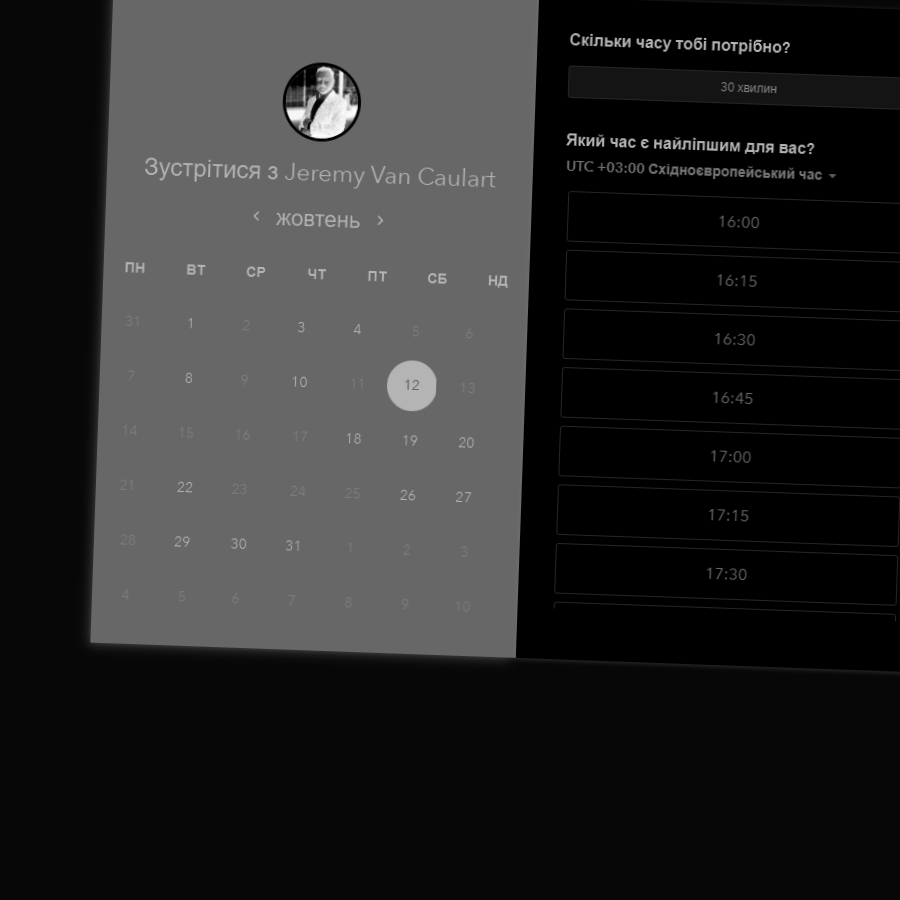 Зустрітися з Jeremy Van Caulart
жовтень
ПН ВТ СР ЧТ ПТ СБ НД
31 1 2 3 4 5 6
7 8 9 10 11 12 13
14 15 16 17 18 19 20
21 22 23 24 25 26 27
28 29 30 31 1 2 3
4 5 6 7 8 9 10
Скільки часу тобі потрібно?
30 хвилин
Який час є найліпшим для вас?
UTC +03:00 Східноєвропейський час
16:00
16:15
16:30
16:45
17:00
17:15
17:30